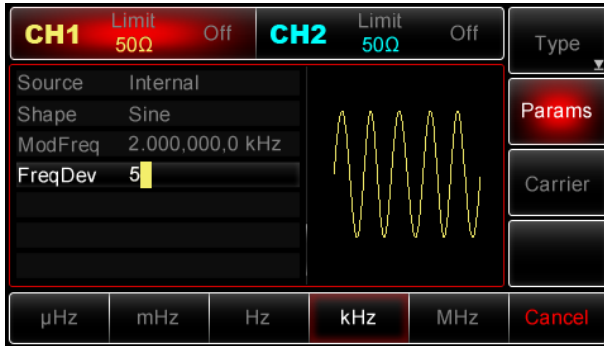 CH1 Limit 50Ω Off CH2 Limit 50Ω Off
Type
Source Internal
Shape Sine
Params
ModFreq 2.000,000,0 kHz
FreqDev 5
Carrier
µHz mHz Hz kHz MHz Cancel